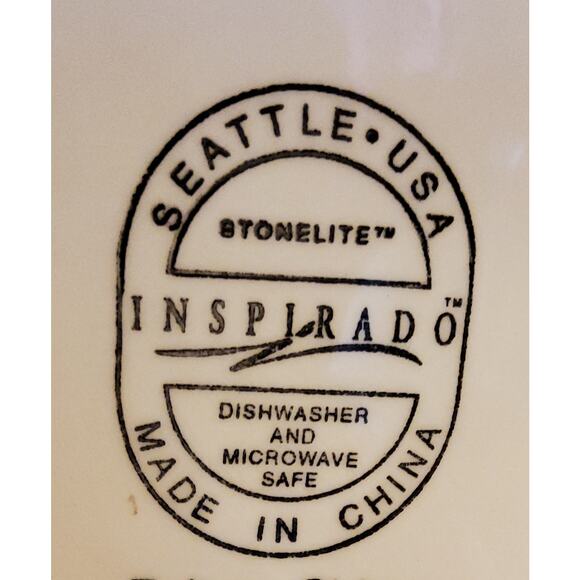 SEATTLE • USA
STONELITE™
INSPIRADO™
DISHWASHER
AND
MICROWAVE
SAFE
MADE IN CHINA